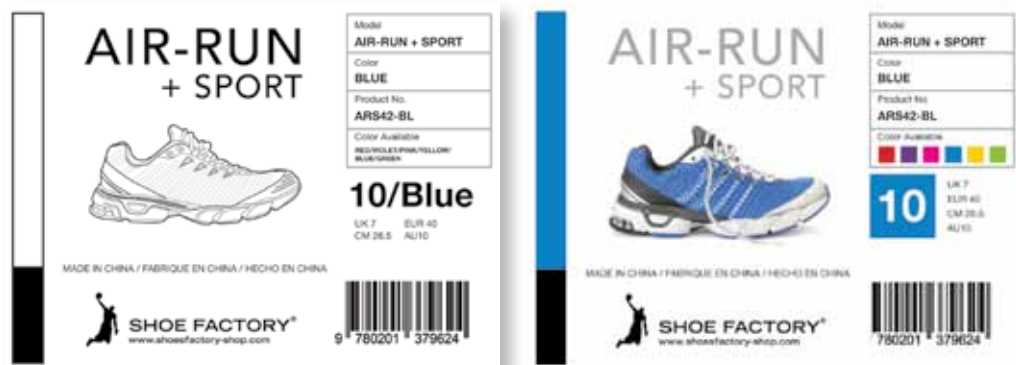 AIR-RUN
+ SPORT
Model
AIR-RUN + SPORT
Color
BLUE
Product No.
ARS42-BL
Color Available
RED/VIOLET/PINK/YELLOW/
BLUE/GREEN
10/Blue
UK 7 EUR 40
CM 26.5 AU10
MADE IN CHINA / FABRIQUE EN CHINA / HECHO EN CHINA
SHOE FACTORY®
www.shoesfactory-shop.com
9 780201 379624
AIR-RUN
+ SPORT
Model
AIR-RUN + SPORT
Color
BLUE
Product No.
ARS42-BL
Color Available
10
UK 7
EUR 40
CM 26.5
AU10
MADE IN CHINA / FABRIQUE EN CHINA / HECHO EN CHINA
SHOE FACTORY®
www.shoesfactory-shop.com
780201 379624